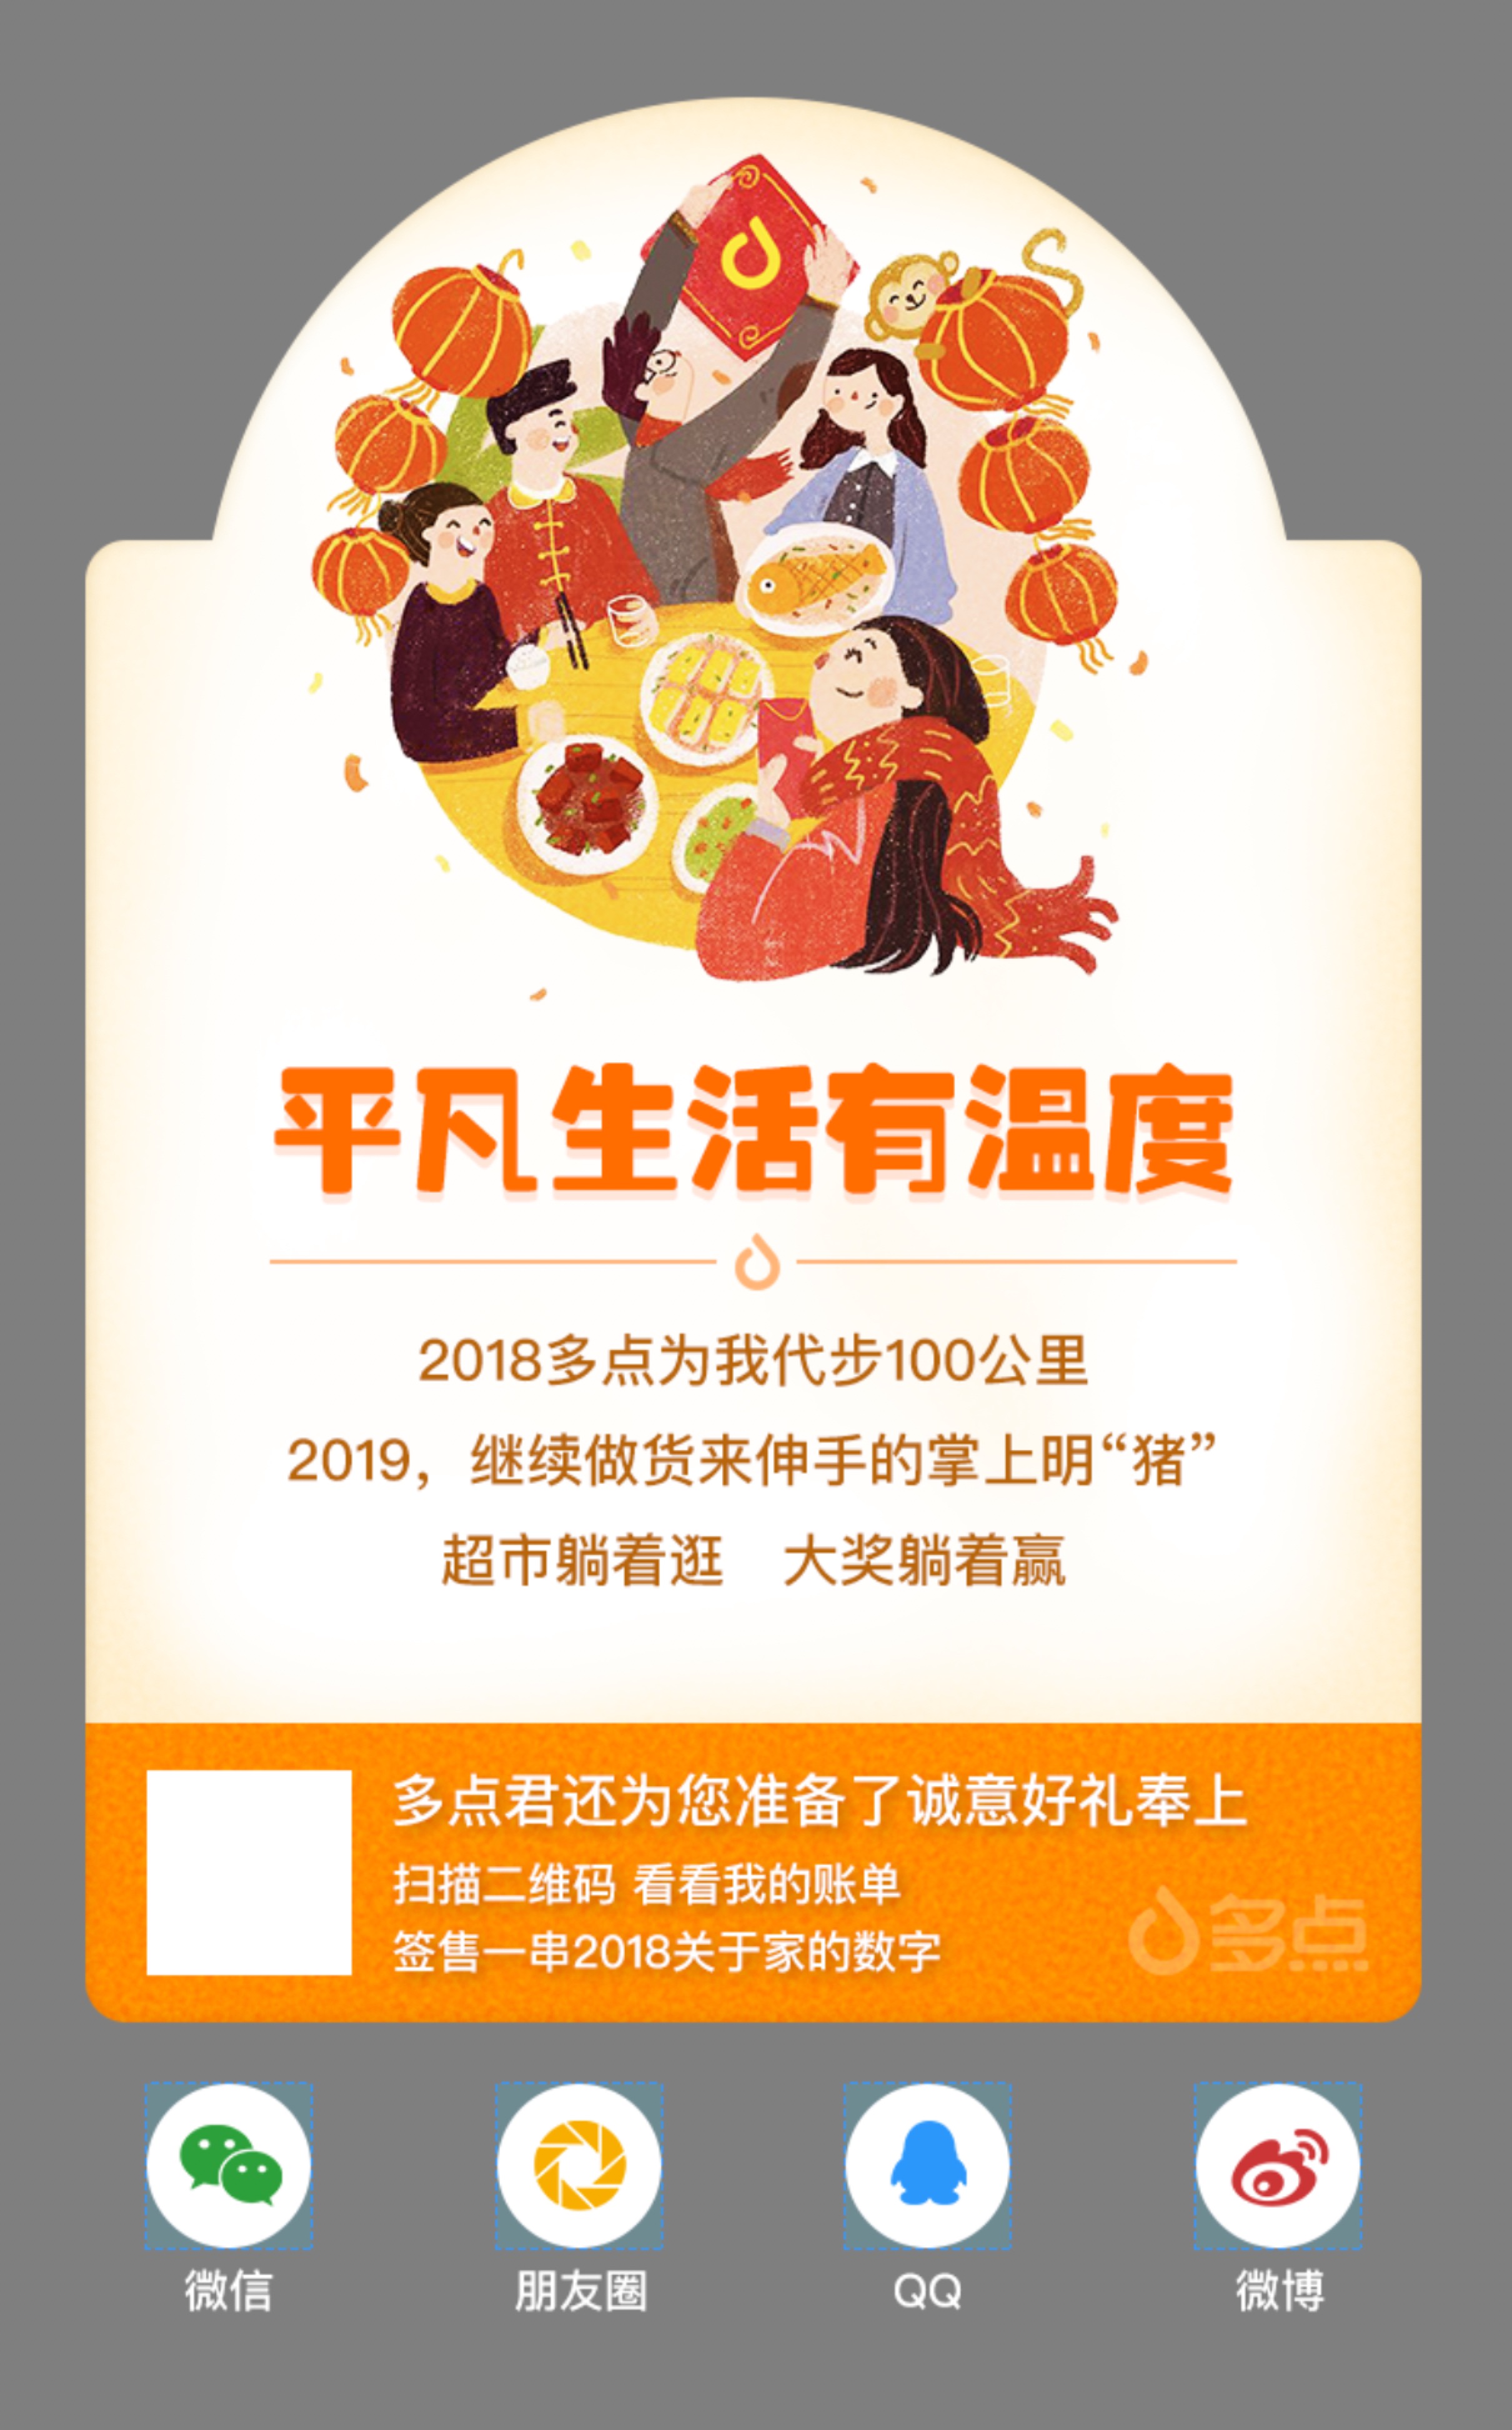 平凡生活有温度
2018多点为我代步100公里
2019，继续做货来伸手的掌上明“猪”
超市躺着逛　大奖躺着赢
多点君还为您准备了诚意好礼奉上
扫描二维码 看看我的账单
签售一串2018关于家的数字
多点
微信
朋友圈
QQ
微博